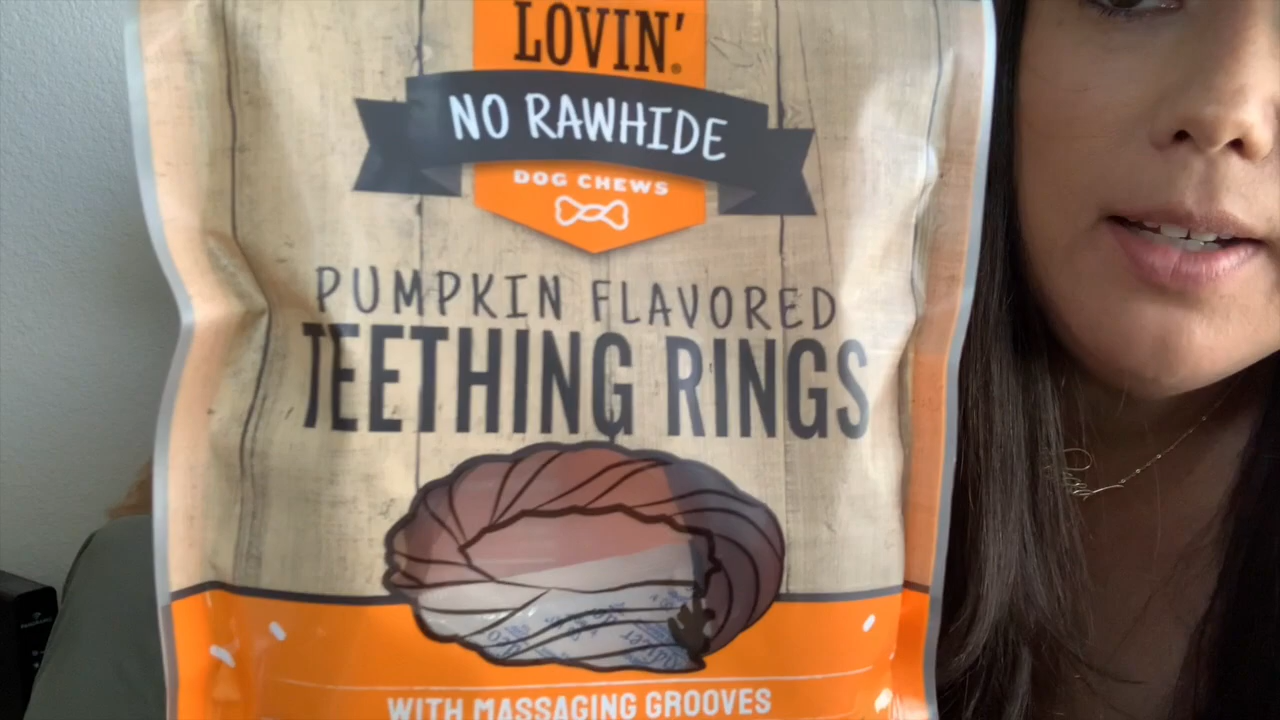 LOVIN'®
NO RAWHIDE
DOG CHEWS
PUMPKIN FLAVORED
TEETHING RINGS
WITH MASSAGING GROOVES